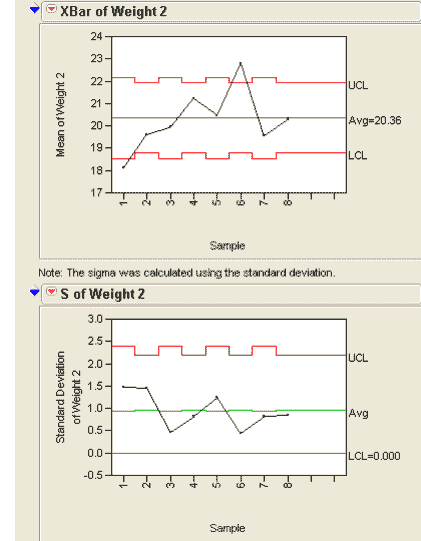 XBar of Weight 2
Mean of Weight 2
24
23
22
21
20
19
18
17
UCL
Avg=20.36
LCL
1 2 3 4 5 6 7 8
Sample
Note: The sigma was calculated using the standard deviation.
S of Weight 2
Standard Deviation
of Weight 2
3.0
2.5
2.0
1.5
1.0
0.5
0.0
-0.5
UCL
Avg
LCL=0.000
1 2 3 4 5 6 7 8
Sample